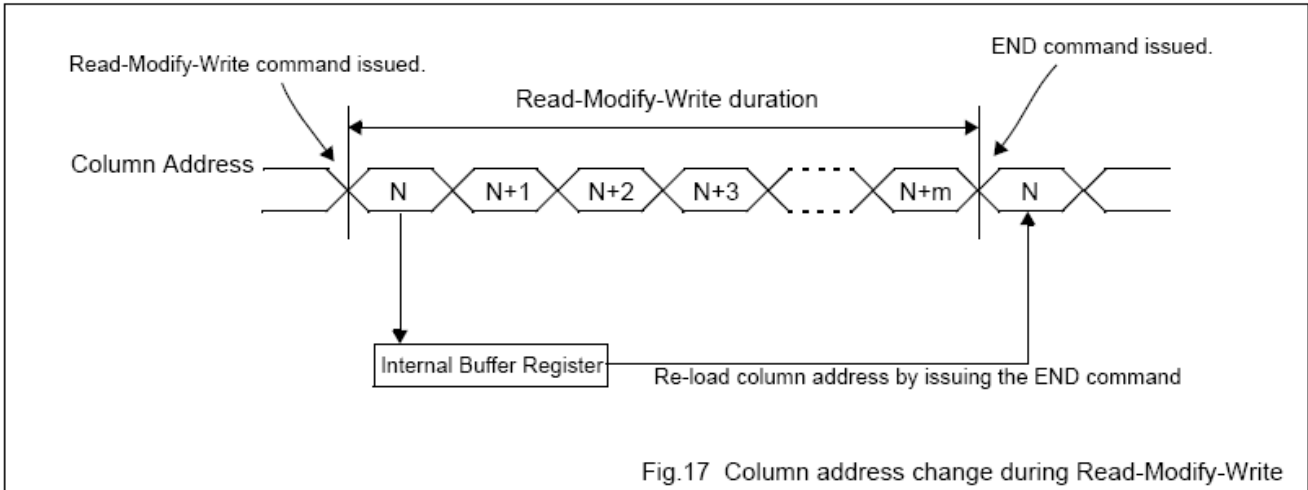 END command issued.
Read-Modify-Write command issued.
Read-Modify-Write duration
Column Address
N N+1 N+2 N+3 N+m N
Internal Buffer Register
Re-load column address by issuing the END command
Fig.17 Column address change during Read-Modify-Write